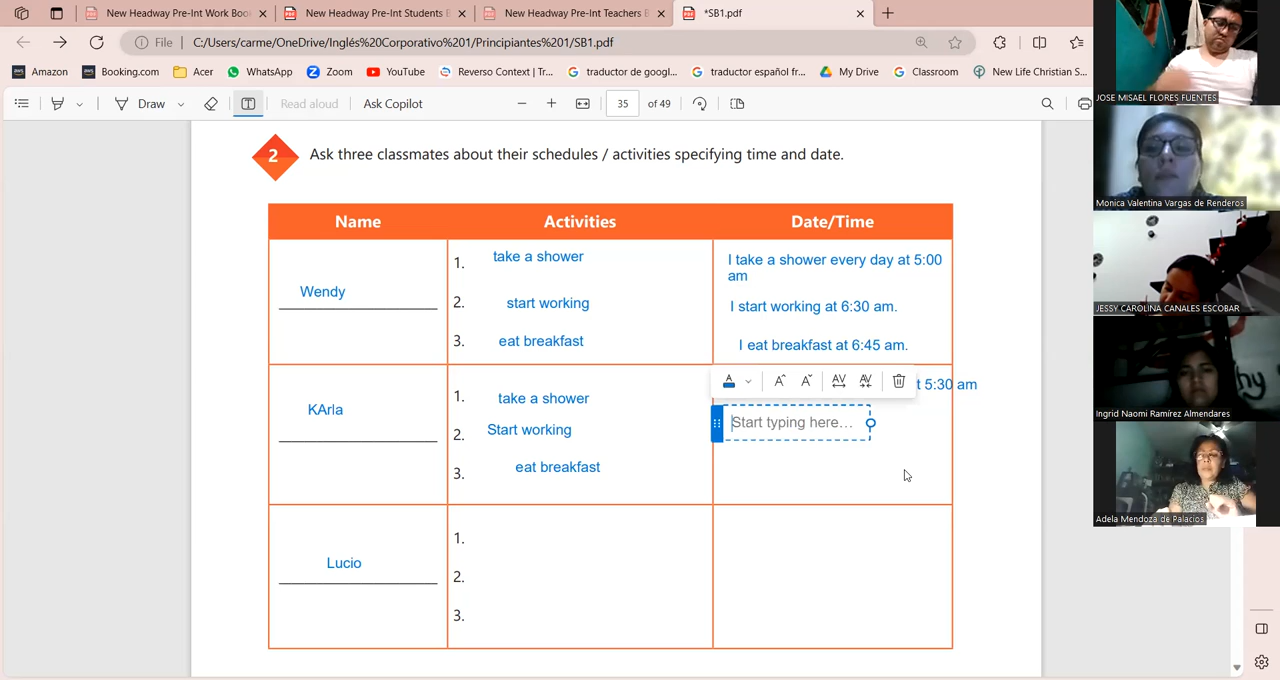 New Headway Pre-Int Work Boo
New Headway Pre-Int Students B
New Headway Pre-Int Teachers B
*SB1.pdf
File
C:/Users/carme/OneDrive/Inglés%20Corporativo%201/Principiantes%201/SB1.pdf
Amazon
Booking.com
Acer
WhatsApp
Zoom
YouTube
Reverso Context | Tr...
traductor de googl...
traductor español fr...
My Drive
Classroom
New Life Christian S...
Draw
Read aloud
Ask Copilot
35
of 49
2
Ask three classmates about their schedules / activities specifying time and date.
Name
Activities
Date/Time
Wendy
1. take a shower
I take a shower every day at 5:00
am
2. start working
I start working at 6:30 am.
3. eat breakfast
I eat breakfast at 6:45 am.
KArla
1. take a shower
t 5:30 am
2. Start working
Start typing here...
3. eat breakfast
Lucio
1.
2.
3.
JOSE MISAEL FLORES FUENTES
Monica Valentina Vargas de Renderos
JESSY CAROLINA CANALES ESCOBAR
Ingrid Naomi Ramírez Almendares
Adela Mendoza de Palacios